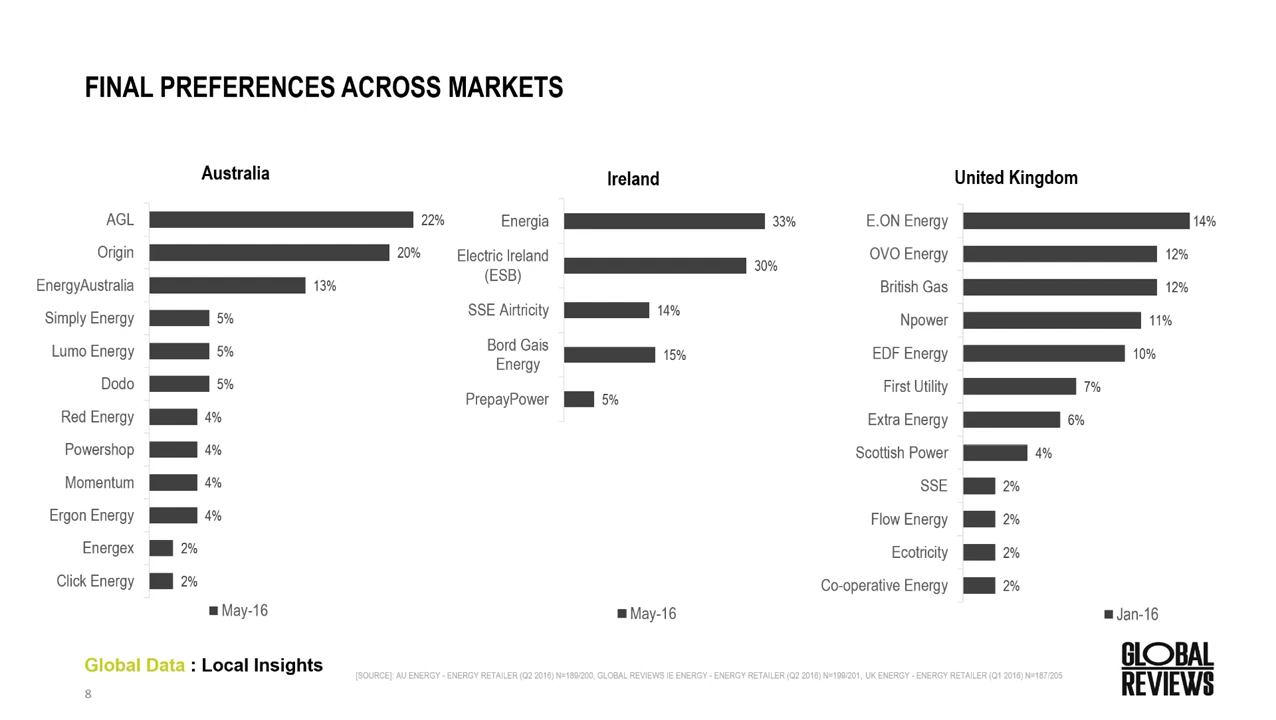 FINAL PREFERENCES ACROSS MARKETS
Australia
AGL 22%
Origin 20%
EnergyAustralia 13%
Simply Energy 5%
Lumo Energy 5%
Dodo 5%
Red Energy 4%
Powershop 4%
Momentum 4%
Ergon Energy 4%
Energex 2%
Click Energy 2%
May-16
Ireland
Energia 33%
Electric Ireland
(ESB) 30%
SSE Airtricity 14%
Bord Gais
Energy 15%
PrepayPower 5%
May-16
United Kingdom
E.ON Energy 14%
OVO Energy 12%
British Gas 12%
Npower 11%
EDF Energy 10%
First Utility 7%
Extra Energy 6%
Scottish Power 4%
SSE 2%
Flow Energy 2%
Ecotricity 2%
Co-operative Energy 2%
Jan-16
Global Data : Local Insights
[SOURCE]: AU ENERGY - ENERGY RETAILER (Q2 2016) N=189/200, GLOBAL REVIEWS IE ENERGY - ENERGY RETAILER (Q2 2016) N=199/201, UK ENERGY - ENERGY RETAILER (Q1 2016) N=187/205
8
GLOBAL
REVIEWS